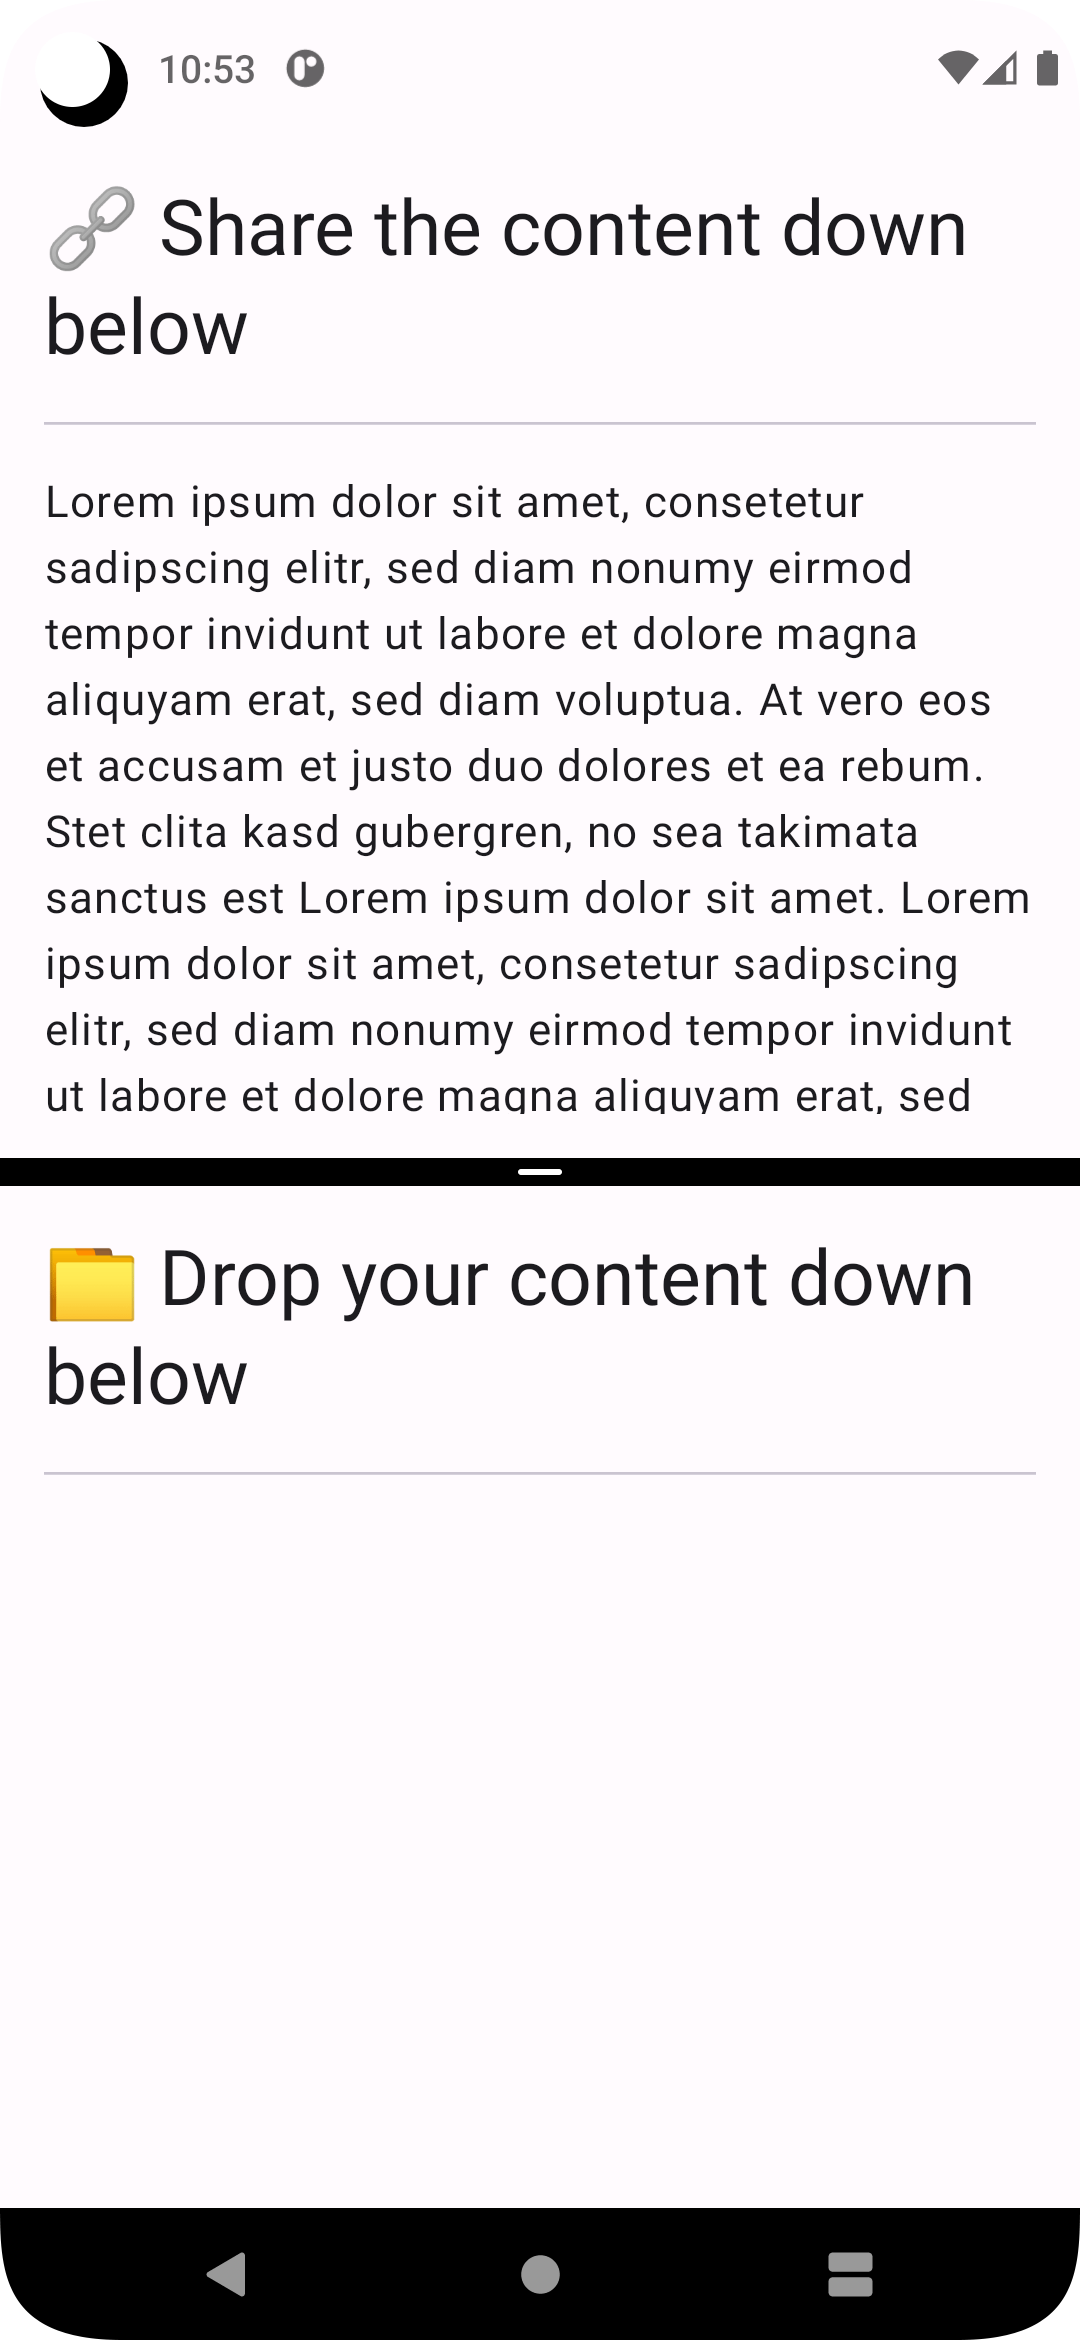 10:53
🔗 Share the content down
below
Lorem ipsum dolor sit amet, consetetur
sadipscing elitr, sed diam nonumy eirmod
tempor invidunt ut labore et dolore magna
aliquyam erat, sed diam voluptua. At vero eos
et accusam et justo duo dolores et ea rebum.
Stet clita kasd gubergren, no sea takimata
sanctus est Lorem ipsum dolor sit amet. Lorem
ipsum dolor sit amet, consetetur sadipscing
elitr, sed diam nonumy eirmod tempor invidunt
ut labore et dolore magna aliquyam erat, sed
📁 Drop your content down
below